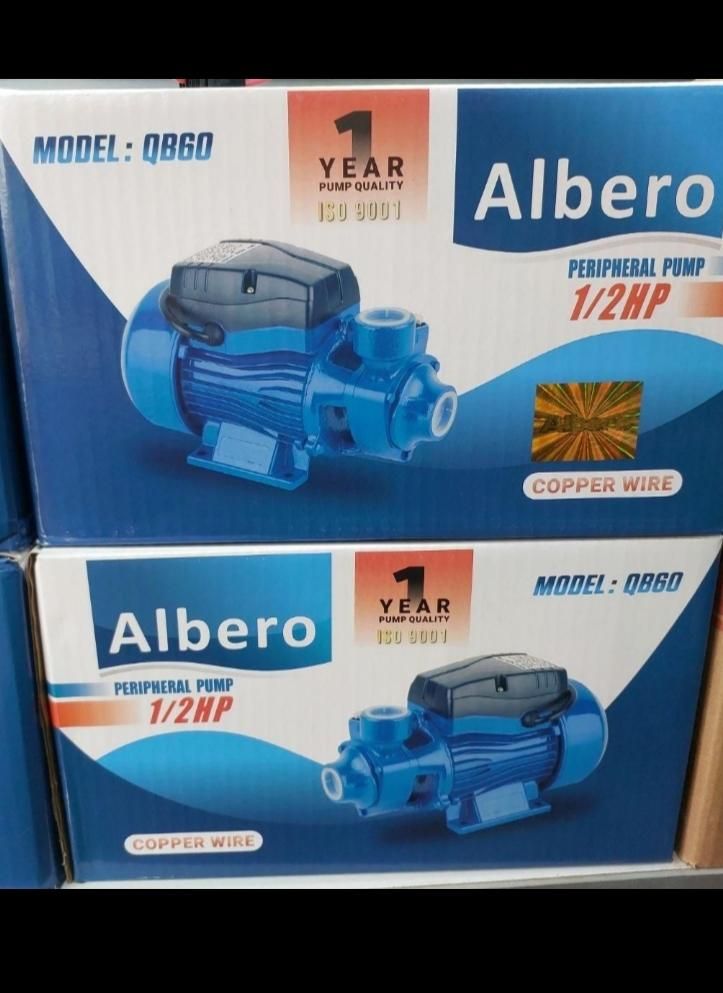 MODEL: QB60
1
YEAR
PUMP QUALITY
ISO 9001
Albero
PERIPHERAL PUMP
1/2HP
COPPER WIRE
Albero
PERIPHERAL PUMP
1/2HP
1
YEAR
PUMP QUALITY
ISO 9001
MODEL: QB60
COPPER WIRE